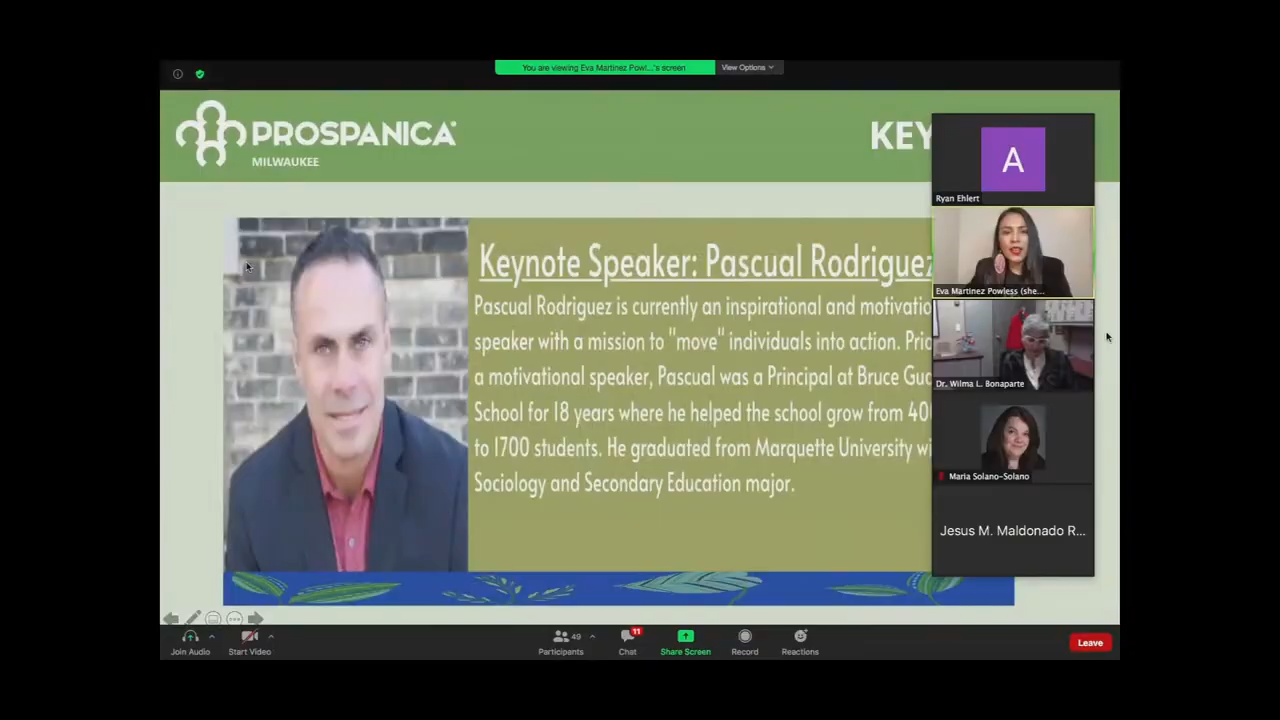 You are viewing Eva Martinez Powl...'s screen
View Options
PROSPANICA
MILWAUKEE
KEY
A
Ryan Ehlert
Eva Martinez Powless (she...
Dr. Wilma L. Bonaparte
Maria Solano-Solano
Jesus M. Maldonado R...
Keynote Speaker: Pascual Rodriguez
Pascual Rodriguez is currently an inspirational and motivatio
speaker with a mission to "move" individuals into action. Prio
a motivational speaker, Pascual was a Principal at Bruce Gua
School for 18 years where he helped the school grow from 40
to 1700 students. He graduated from Marquette University wi
Sociology and Secondary Education major.
Join Audio
Start Video
49
Participants
11
Chat
Share Screen
Record
Reactions
Leave